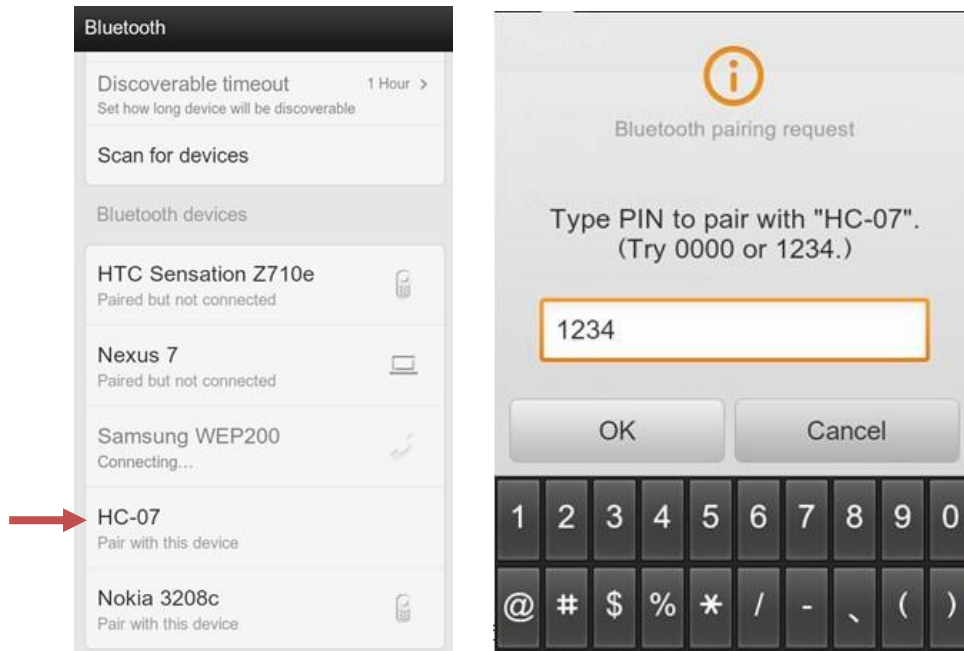 Bluetooth
Discoverable timeout 1 Hour >
Set how long device will be discoverable
Scan for devices
Bluetooth devices
HTC Sensation Z710e
Paired but not connected
Nexus 7
Paired but not connected
Samsung WEP200
Connecting...
HC-07
Pair with this device
Nokia 3208c
Pair with this device
Bluetooth pairing request
Type PIN to pair with "HC-07".
(Try 0000 or 1234.)
1234
OK Cancel
1 2 3 4 5 6 7 8 9 0
@ # $ % * / - 、 ( )